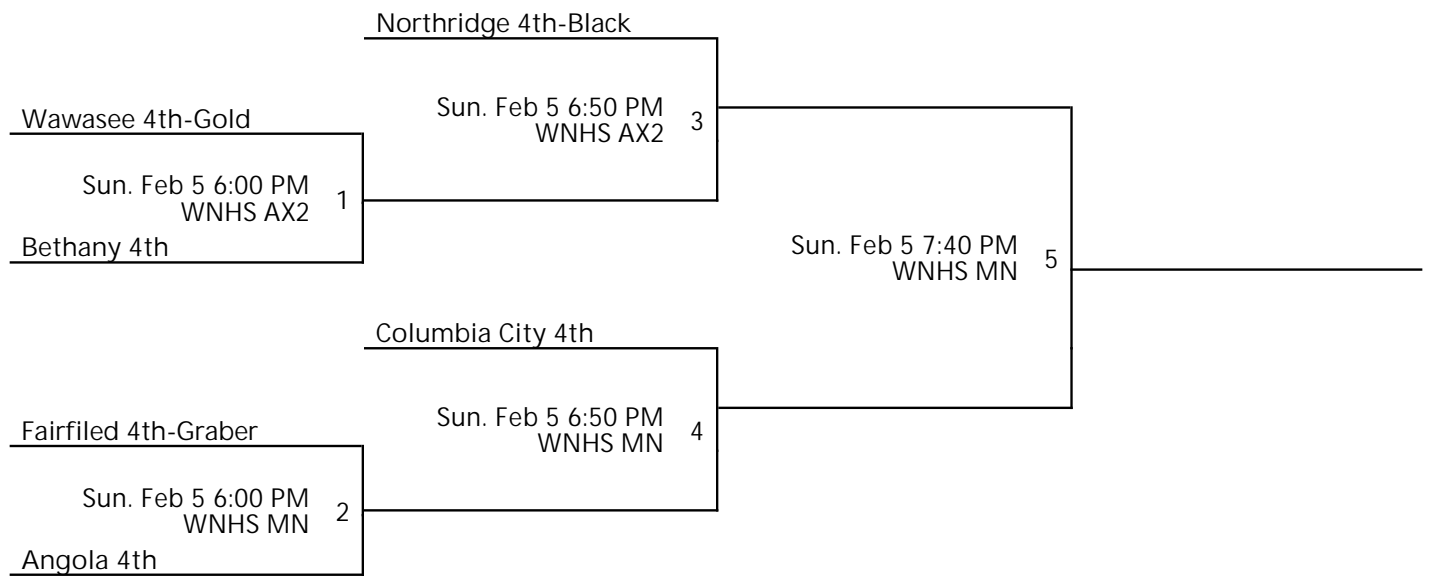 Northridge 4th-Black
Sun. Feb 5 6:50 PM
WNHS AX2
3
Wawasee 4th-Gold
Sun. Feb 5 6:00 PM
WNHS AX2
1
Bethany 4th
Sun. Feb 5 7:40 PM
WNHS MN
5
Columbia City 4th
Sun. Feb 5 6:50 PM
WNHS MN
4
Fairfiled 4th-Graber
Sun. Feb 5 6:00 PM
WNHS MN
2
Angola 4th